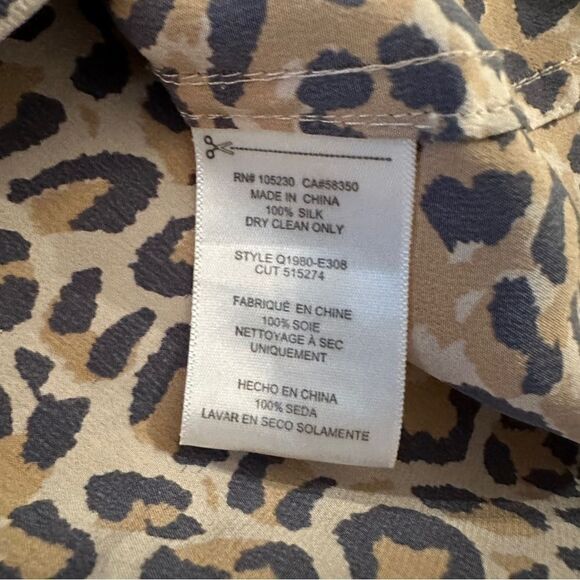 RN# 105230 CA#58350
MADE IN CHINA
100% SILK
DRY CLEAN ONLY
STYLE Q1980-E308
CUT 515274
FABRIQUÉ EN CHINE
100% SOIE
NETTOYAGE À SEC
UNIQUEMENT
HECHO EN CHINA
100% SEDA
LAVAR EN SECO SOLAMENTE